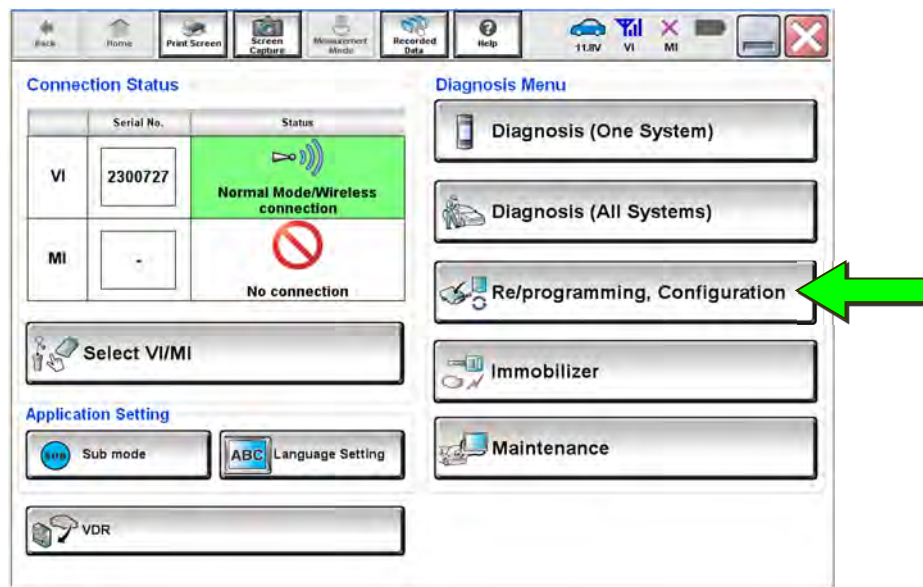 Back
Home
Print Screen
Screen
Capture
Measurement
Mode
Recorded
Data
Help
11.8V
VI
MI
Connection Status
Serial No.
Status
VI
2300727
Normal Mode/Wireless
connection
MI
-
No connection
Select VI/MI
Application Setting
SUB
Sub mode
ABC
Language Setting
VDR
Diagnosis Menu
Diagnosis (One System)
Diagnosis (All Systems)
Re/programming, Configuration
Immobilizer
Maintenance